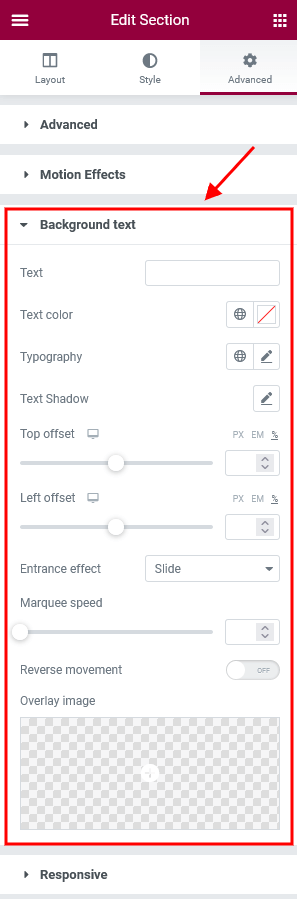 Edit Section
Layout Style Advanced
Advanced
Motion Effects
Background text
Text
Text color
Typography
Text Shadow
Top offset PX EM %
Left offset PX EM %
Entrance effect Slide
Marquee speed
Reverse movement OFF
Overlay image
Responsive